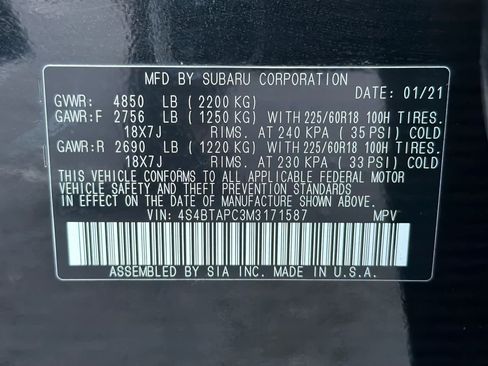 MFD BY SUBARU CORPORATION
DATE: 01/21
GVWR: 4850 LB (2200 KG)
GAWR:F 2756 LB (1250 KG) WITH 225/60R18 100H TIRES.
18X7J RIMS. AT 240 KPA (35 PSI) COLD
GAWR:R 2690 LB (1220 KG) WITH 225/60R18 100H TIRES.
18X7J RIMS. AT 230 KPA (33 PSI) COLD
THIS VEHICLE CONFORMS TO ALL APPLICABLE FEDERAL MOTOR
VEHICLE SAFETY AND THEFT PREVENTION STANDARDS
IN EFFECT ON THE DATE OF MANUFACTURE SHOWN ABOVE.
VIN: 4S4BTAPC3M3171587 MPV
ASSEMBLED BY SIA INC. MADE IN U.S.A.